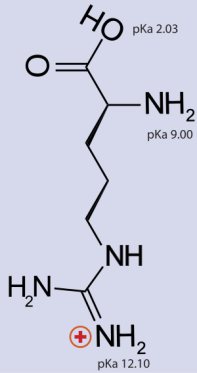 HO
pKa 2.03
O
NH2
pKa 9.00
NH
H2N
+
NH2
pKa 12.10